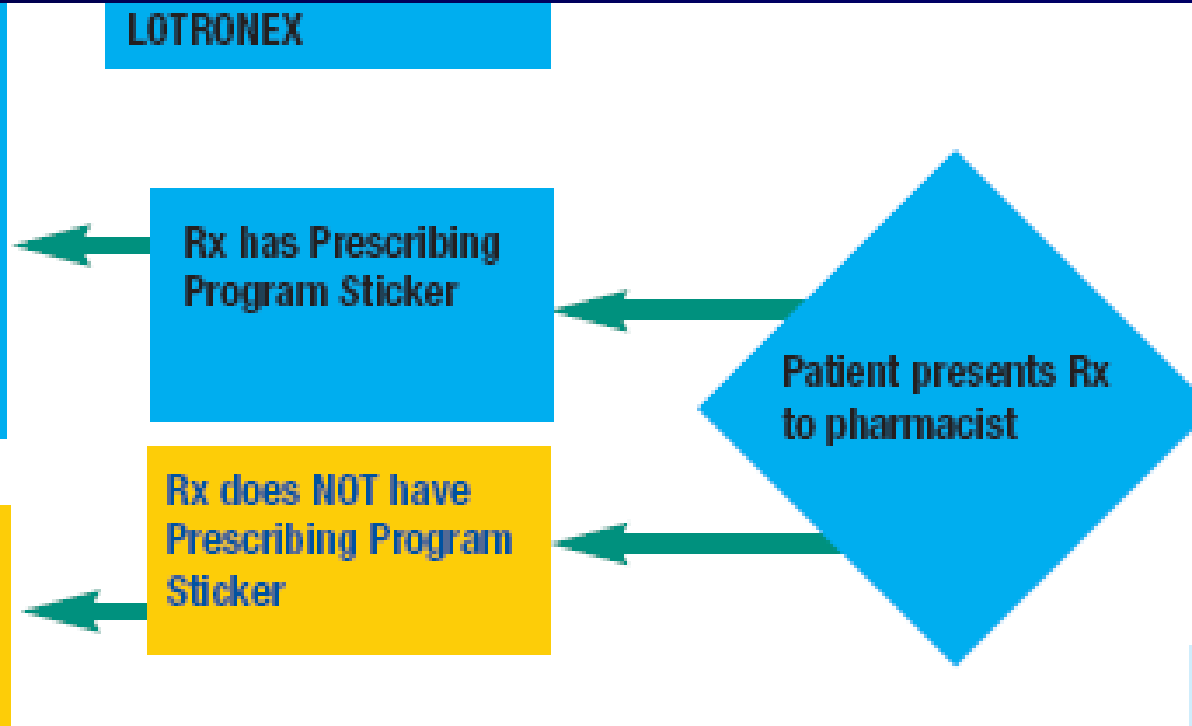 LOTRONEX
Rx has Prescribing
Program Sticker
Patient presents Rx
to pharmacist
Rx does NOT have
Prescribing Program
Sticker